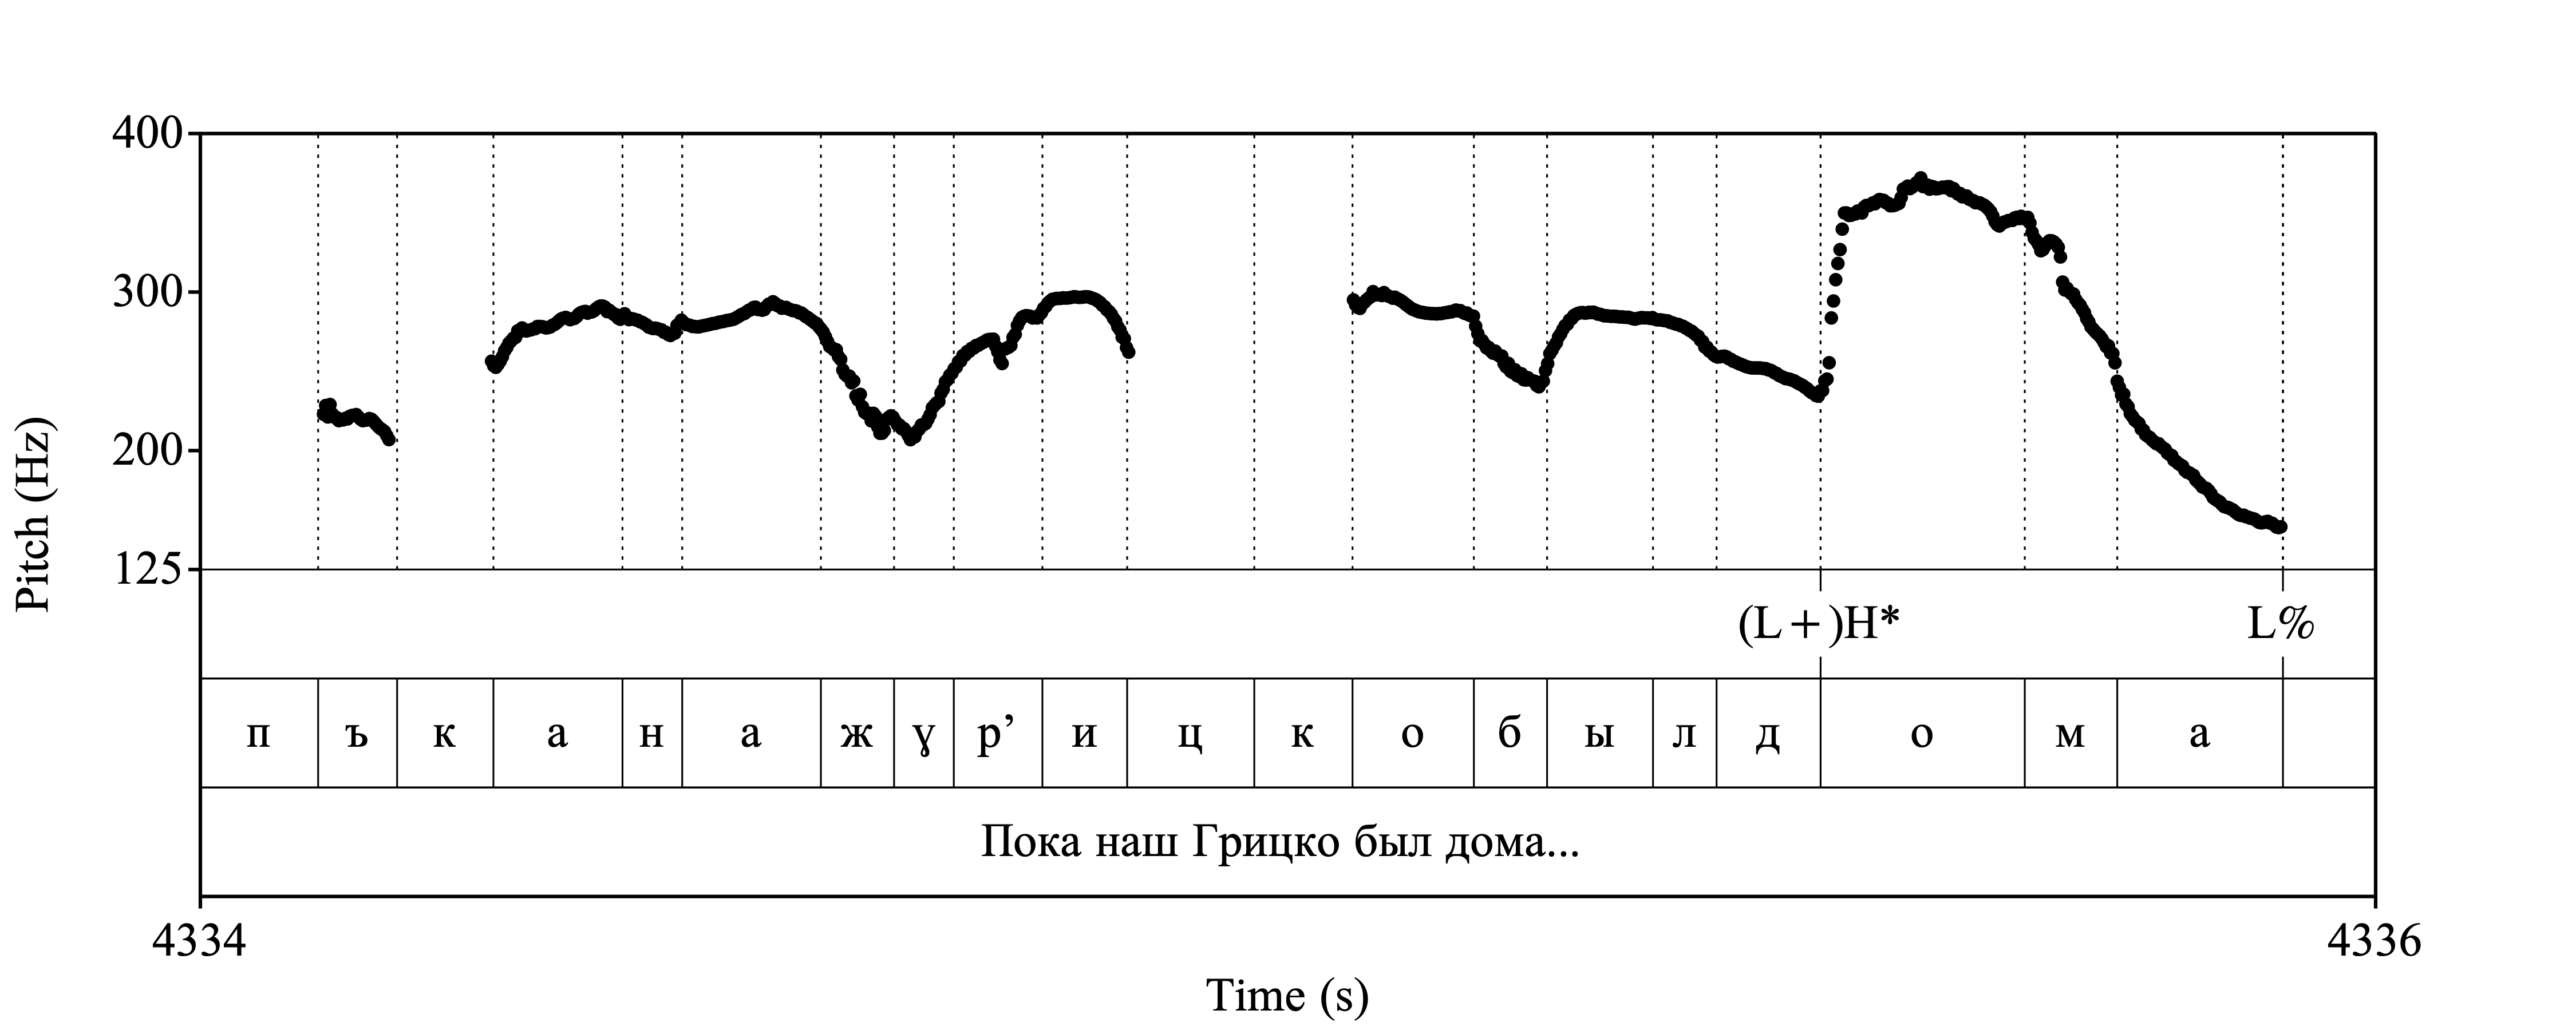 400
300
200
125
Pitch (Hz)
(L+)H* L%
п ъ к а н а ж ɣ р’ и ц к о б ы л д о м а
Пока наш Грицко был дома...
4334 4336
Time (s)